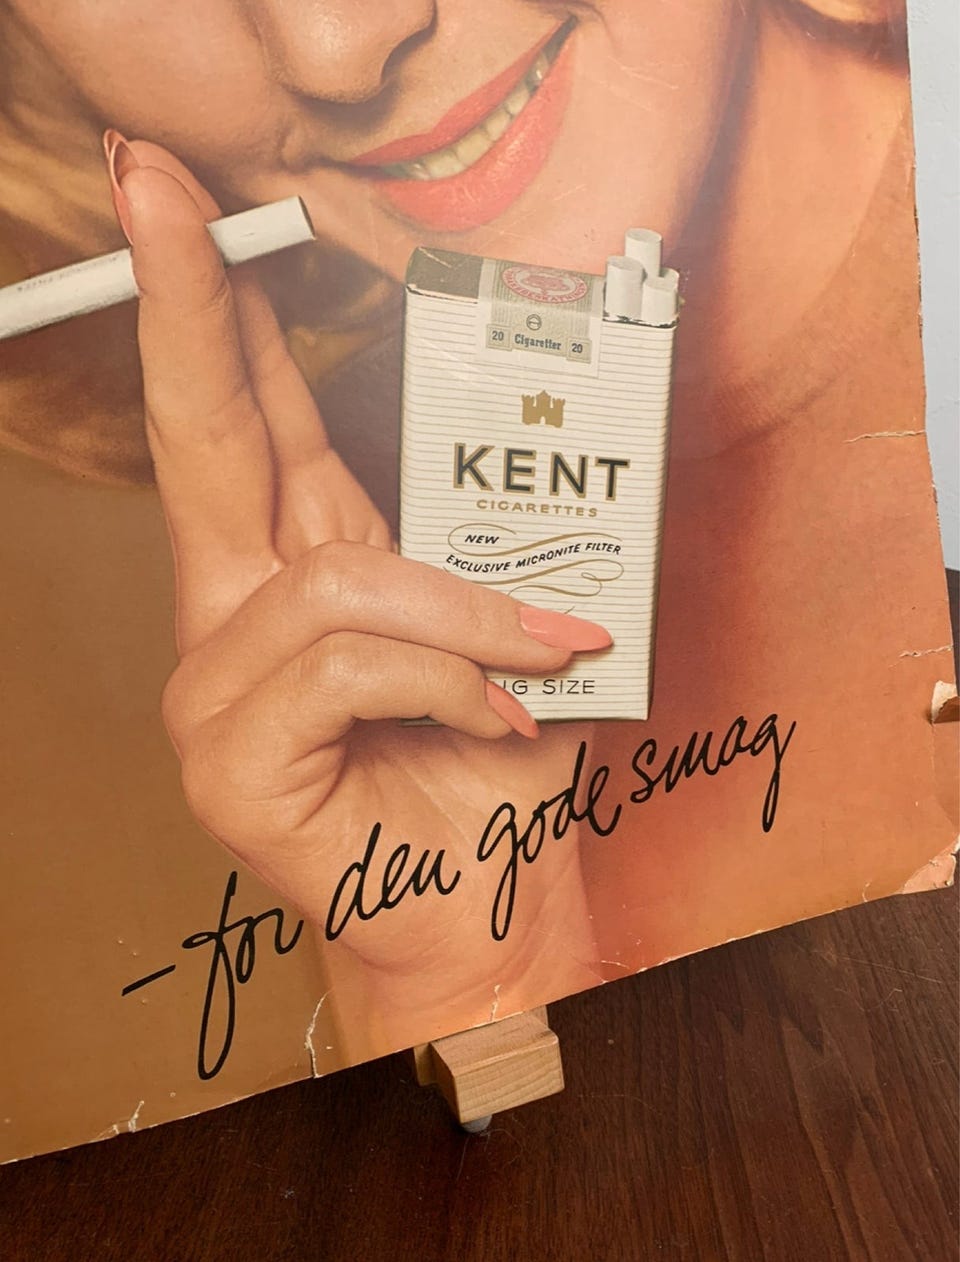 20 Cigaretter 20
KENT
CIGARETTES
NEW
EXCLUSIVE MICRONITE FILTER
SIZE
– for den gode smag